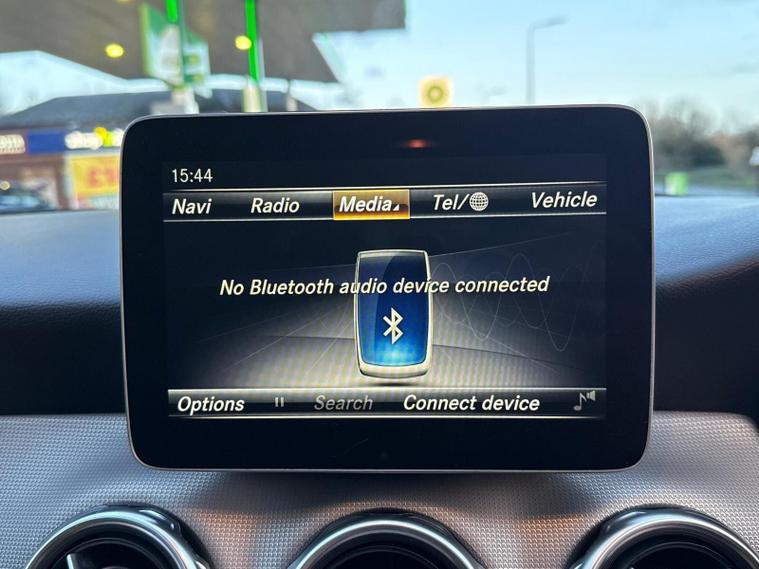 15:44
Navi Radio Media Tel/ Vehicle
No Bluetooth audio device connected
Options Search Connect device